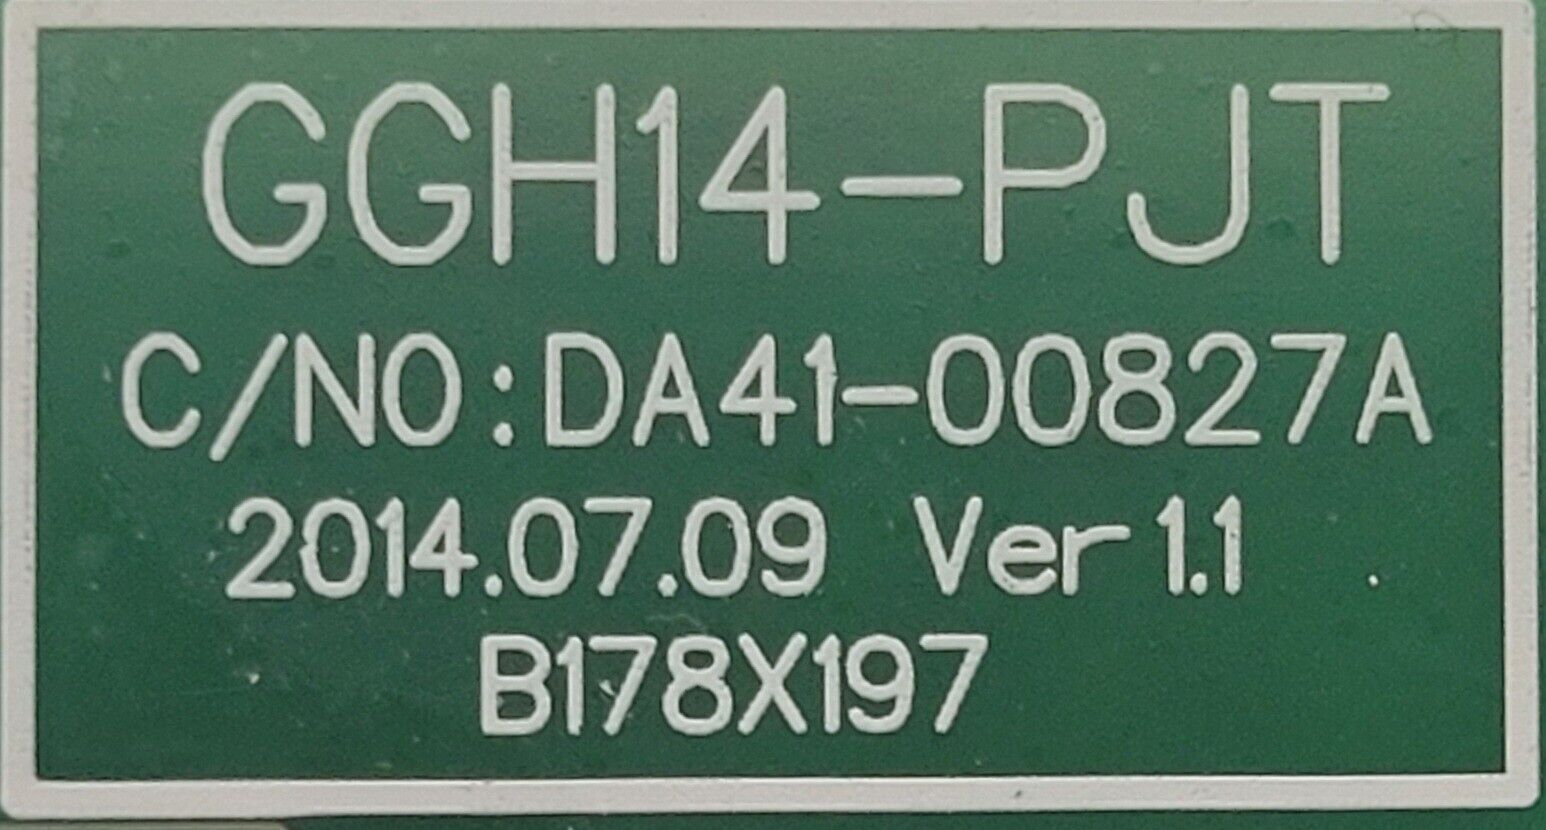 GGH14-PJT
C/NO:DA41-00827A
2014.07.09 Ver 1.1
B178X197